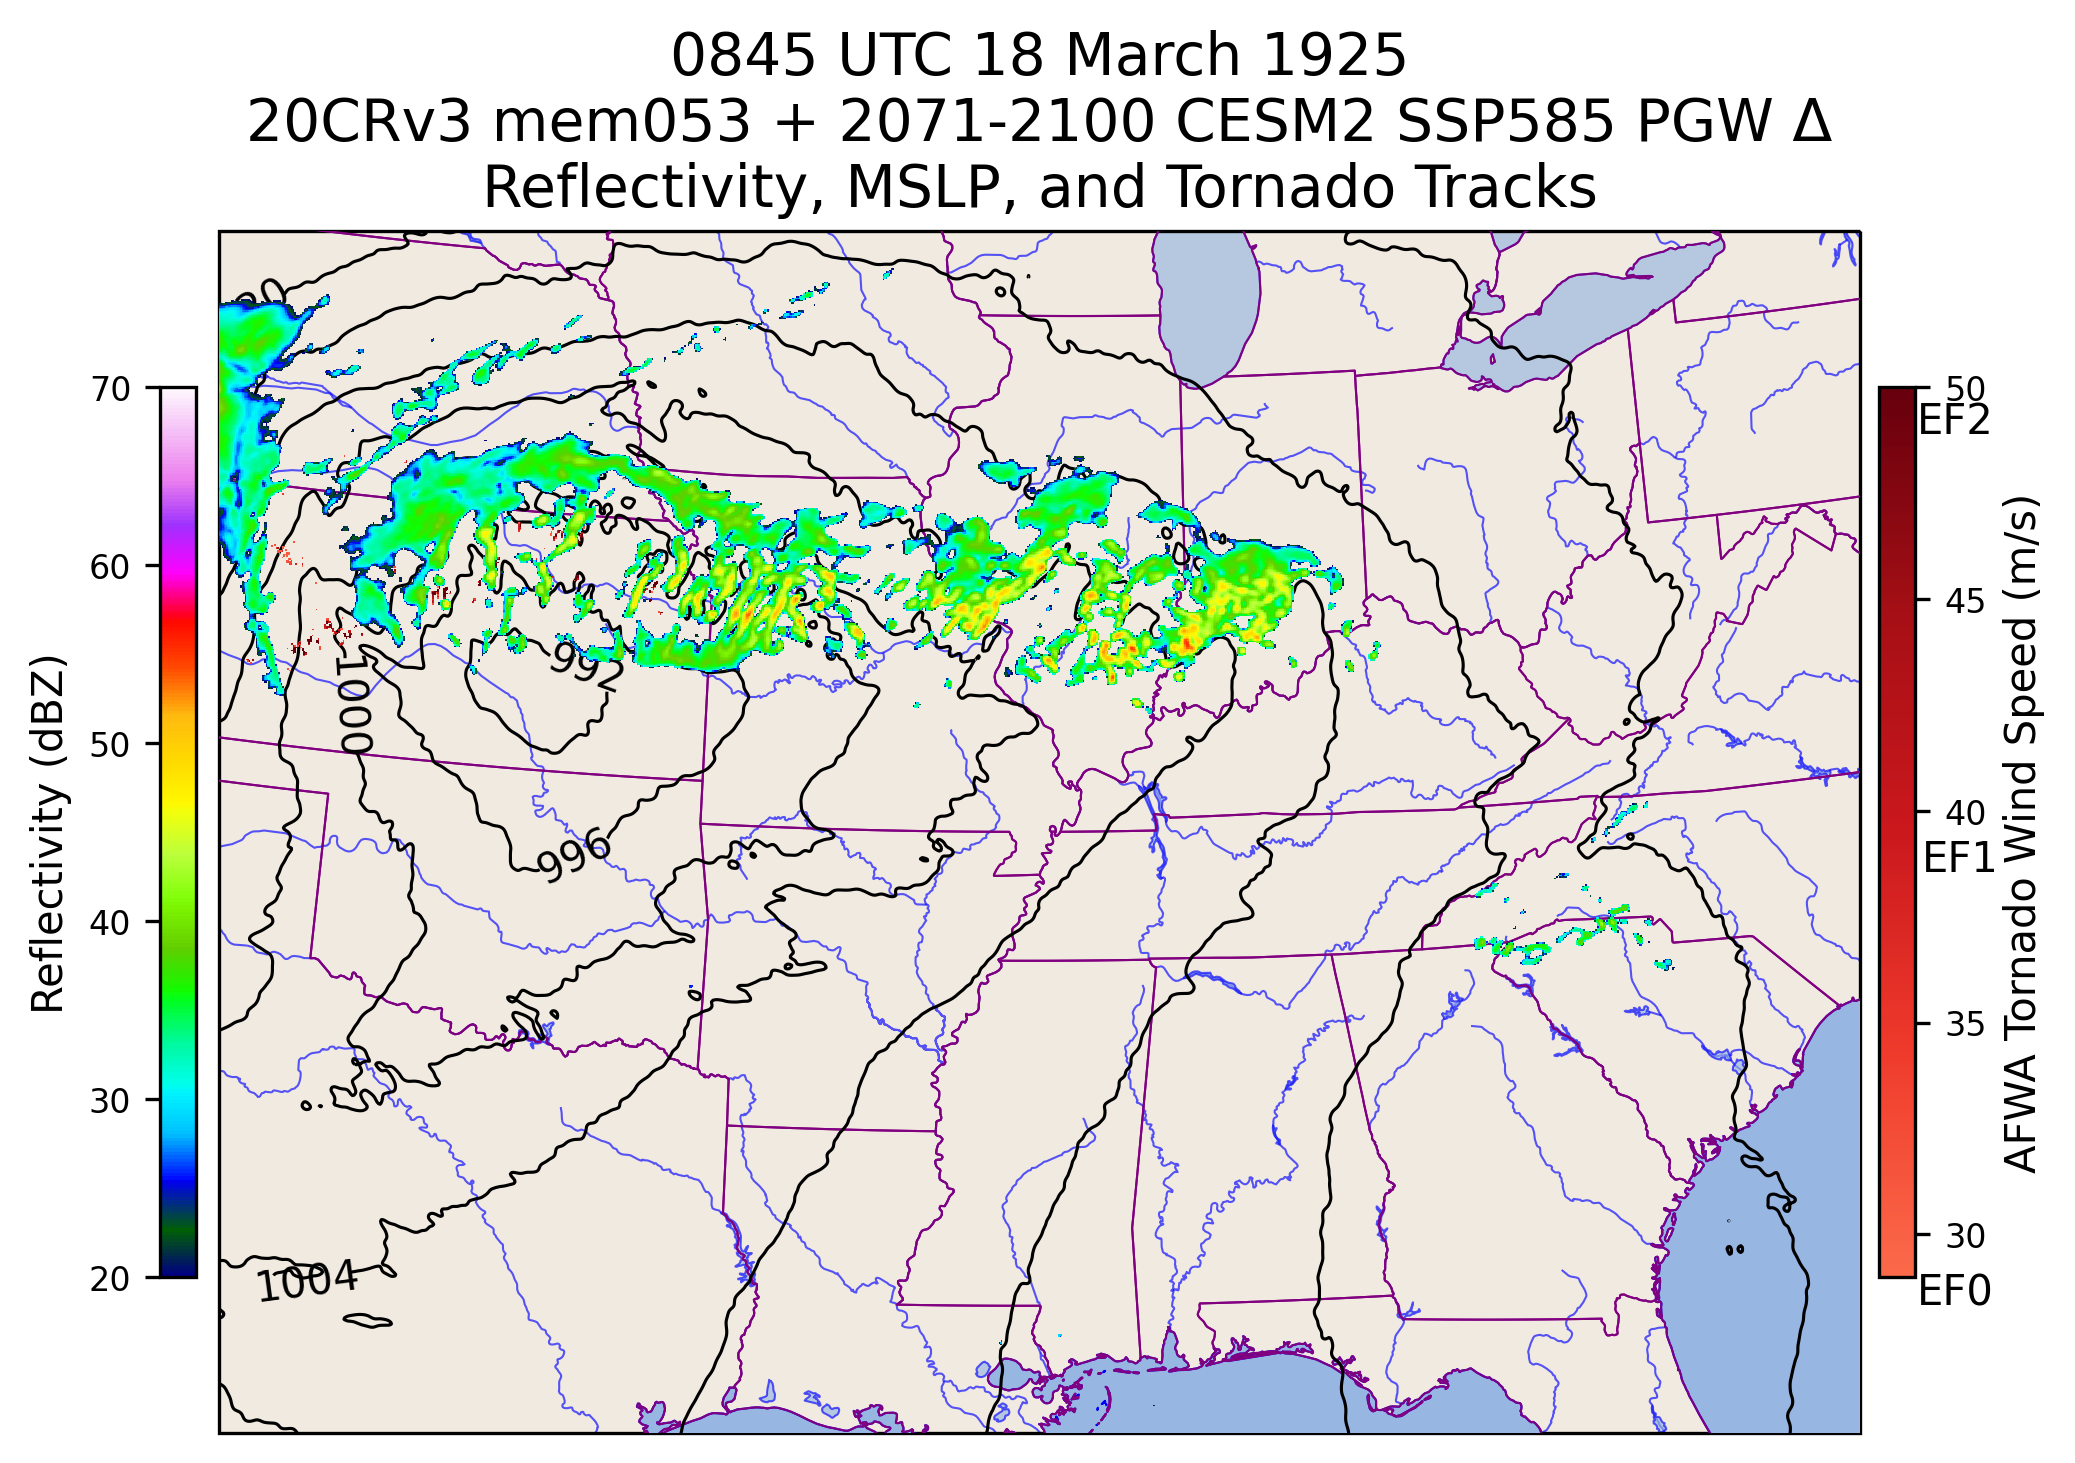 0845 UTC 18 March 1925
20CRv3 mem053 + 2071-2100 CESM2 SSP585 PGW Δ
Reflectivity, MSLP, and Tornado Tracks
70
60
50
40
30
20
Reflectivity (dBZ)
1000
992
996
1004
50
EF2
45
40
EF1
35
30
EF0
AFWA Tornado Wind Speed (m/s)